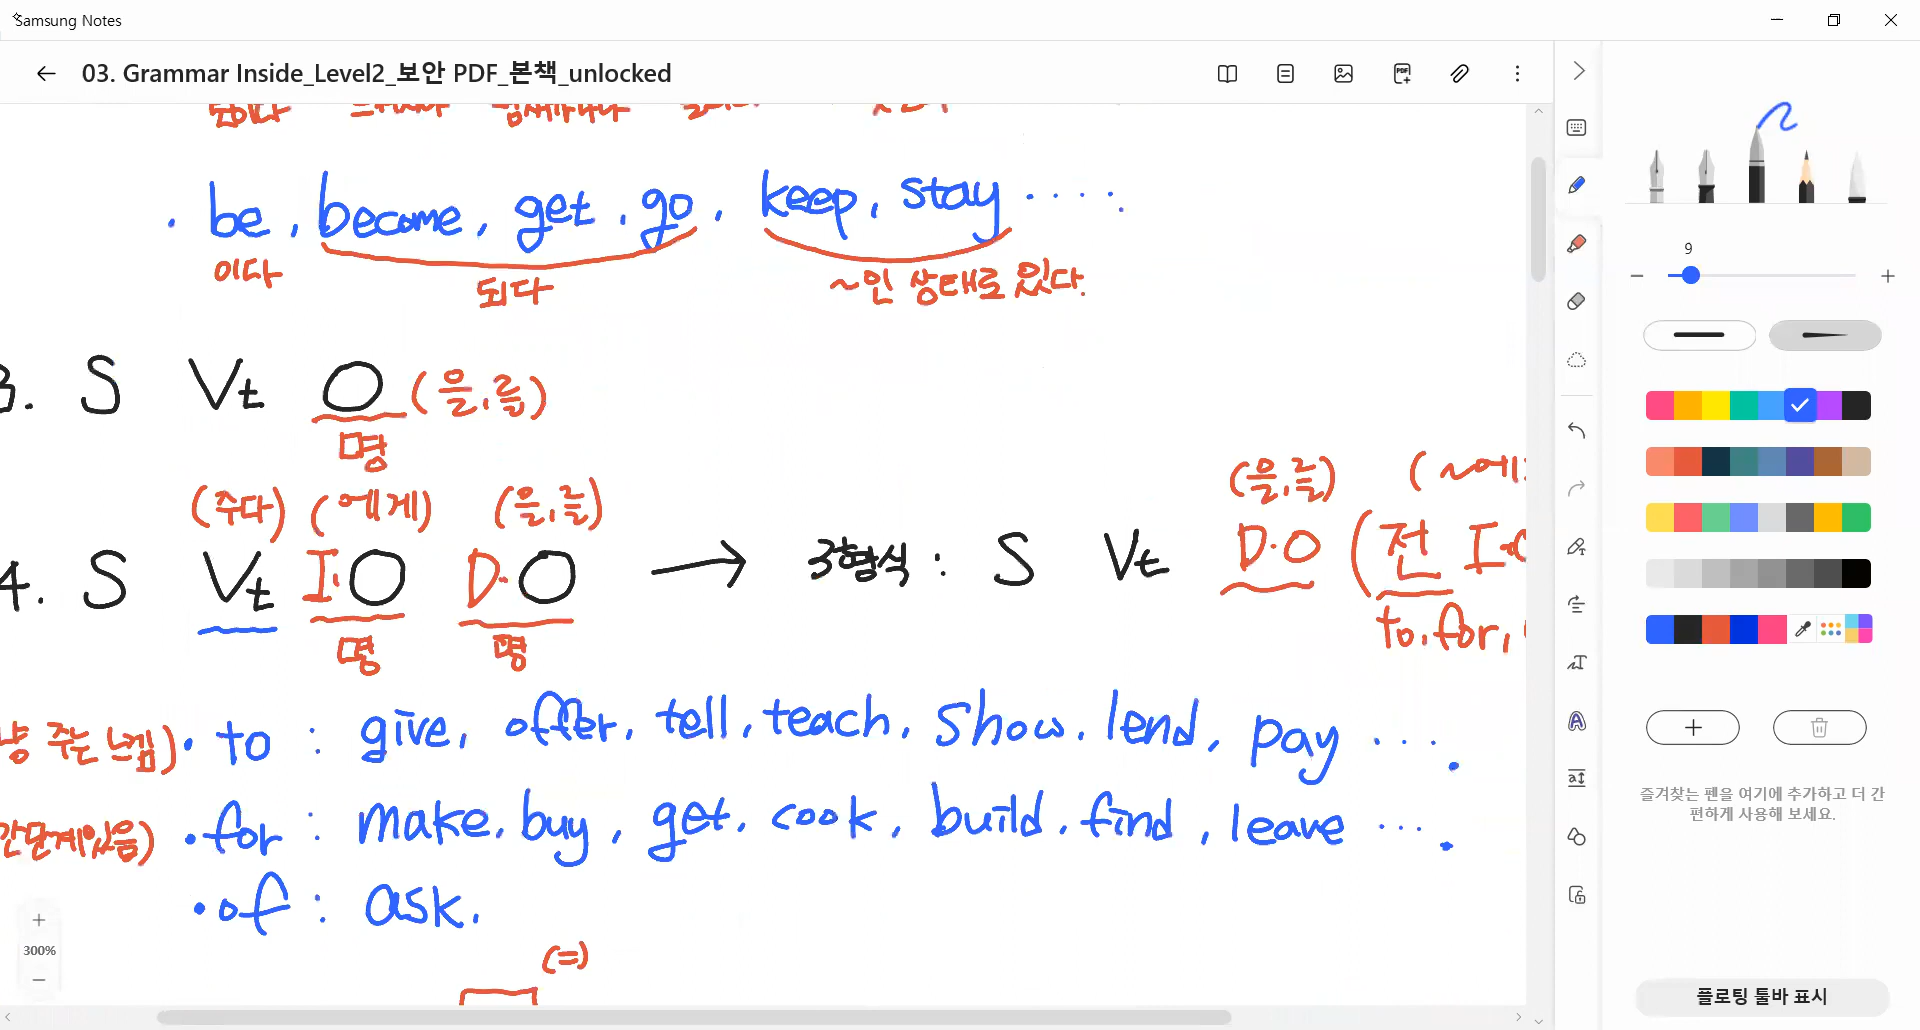 Samsung Notes
03. Grammar Inside_Level2_보안 PDF_본책_unlocked
· be, become, get, go, keep, stay ·····
이다 되다 ~인 상태로 있다.
3. S Vt O (을,를)
명
(주다) (에게) (을,를) (을,를) (~에게
4. S Vt I·O D·O → 3형식 : S Vt D·O (전 I·O
명 명 to, for,
주는 느낌) · to : give, offer, tell, teach, show, lend, pay ....
· for : make, buy, get, cook, build, find, leave ....
· of : ask.
(=)
300%
9
즐겨찾는 펜을 여기에 추가하고 더 간
편하게 사용해 보세요.
플로팅 툴바 표시